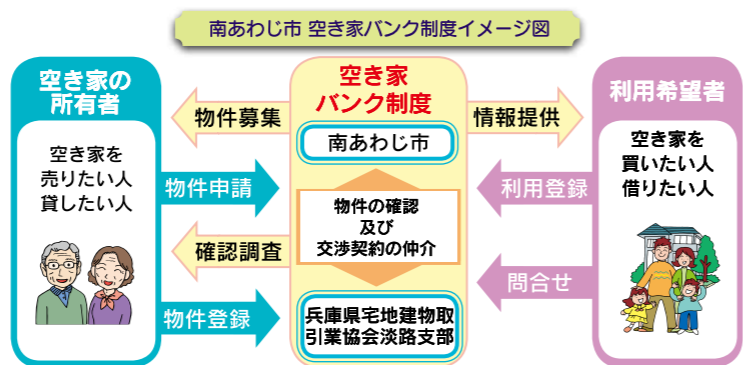 南あわじ市 空き家バンク制度イメージ図
空き家の
所有者
空き家を
売りたい人
貸したい人
物件募集
物件申請
確認調査
物件登録
空き家
バンク制度
南あわじ市
物件の確認
及び
交渉契約の仲介
兵庫県宅地建物取
引業協会淡路支部
情報提供
利用登録
問合せ
利用希望者
空き家を
買いたい人
借りたい人